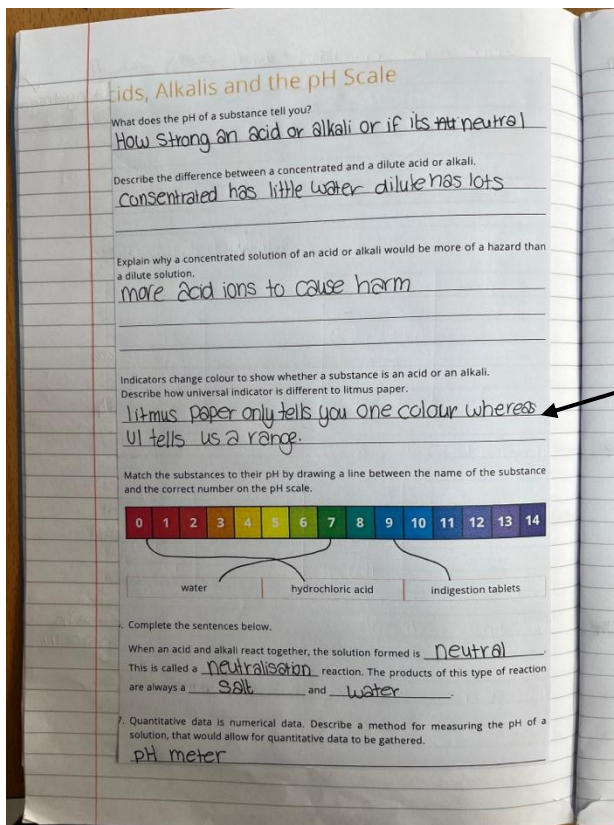 cids, Alkalis and the pH Scale
What does the pH of a substance tell you?
How strong an acid or alkali or if its neutral
Describe the difference between a concentrated and a dilute acid or alkali.
consentrated has little water dilute has lots
Explain why a concentrated solution of an acid or alkali would be more of a hazard than
a dilute solution.
more acid ions to cause harm
Indicators change colour to show whether a substance is an acid or an alkali.
Describe how universal indicator is different to litmus paper.
litmus paper only tells you one colour whereas
UI tells us a range.
Match the substances to their pH by drawing a line between the name of the substance
and the correct number on the pH scale.
0 1 2 3 4 5 6 7 8 9 10 11 12 13 14
water hydrochloric acid indigestion tablets
. Complete the sentences below.
When an acid and alkali react together, the solution formed is neutral.
This is called a neutralisation reaction. The products of this type of reaction
are always a salt and water.
7. Quantitative data is numerical data. Describe a method for measuring the pH of a
solution, that would allow for quantitative data to be gathered.
pH meter